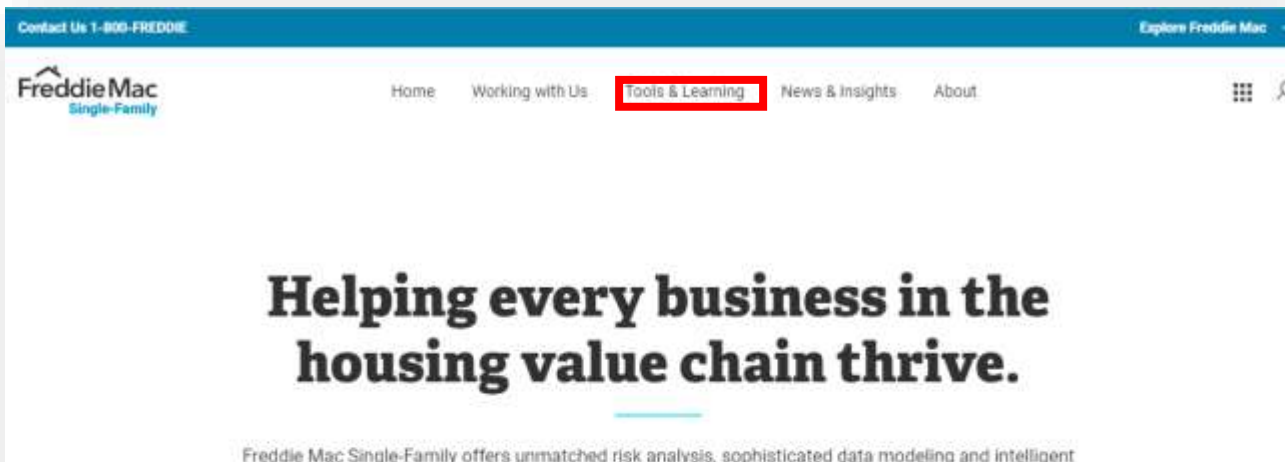 Contact Us 1-800-FREDDIE
Explore Freddie Mac
Freddie Mac
Single-Family
Home Working with Us Tools & Learning News & Insights About
Helping every business in the
housing value chain thrive.
Freddie Mac Single-Family offers unmatched risk analysis, sophisticated data modeling and intelligent